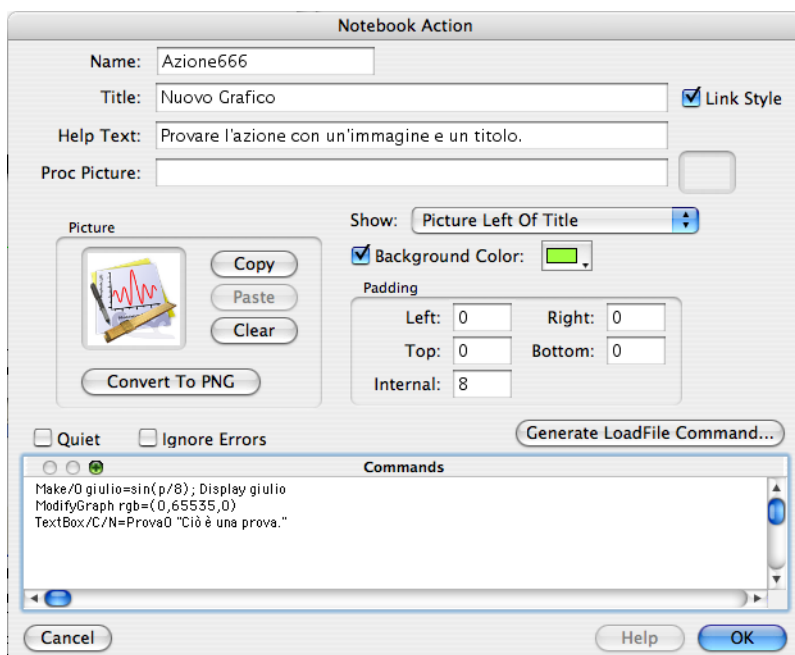 Notebook Action
Name: Azione666
Title: Nuovo Grafico Link Style
Help Text: Provare l'azione con un'immagine e un titolo.
Proc Picture:
Show: Picture Left Of Title
Picture
Copy
Paste
Clear
Convert To PNG
Background Color:
Padding
Left: 0 Right: 0
Top: 0 Bottom: 0
Internal: 8
Quiet Ignore Errors Generate LoadFile Command...
Commands
Make/O giulio=sin(p/8); Display giulio
ModifyGraph rgb=(0,65535,0)
TextBox/C/N=Prova0 "Ciò è una prova."
Cancel Help OK